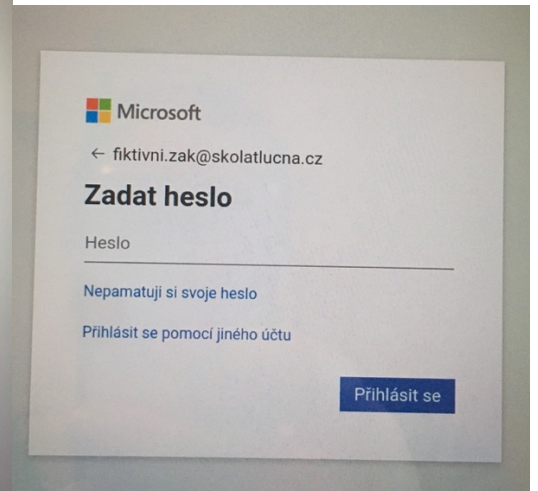 Microsoft
← fiktivni.zak@skolatlucna.cz
Zadat heslo
Heslo
Nepamatuji si svoje heslo
Přihlásit se pomocí jiného účtu
Přihlásit se